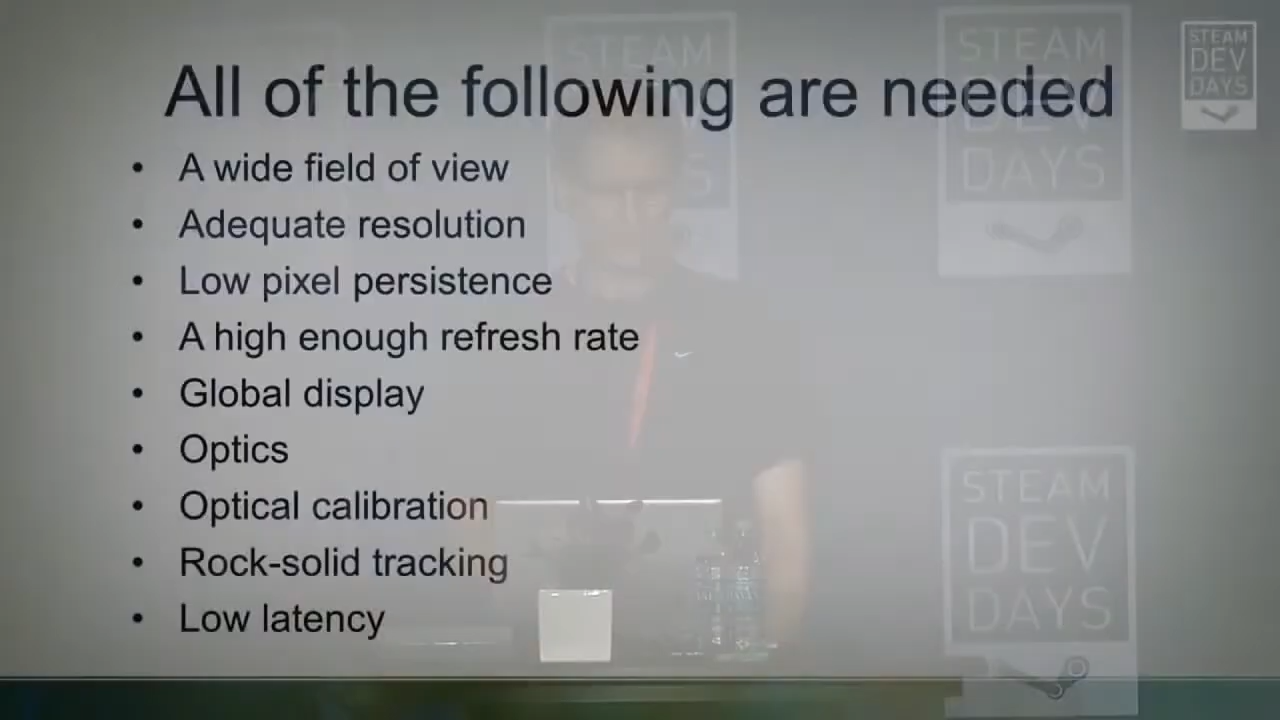 All of the following are needed
• A wide field of view
• Adequate resolution
• Low pixel persistence
• A high enough refresh rate
• Global display
• Optics
• Optical calibration
• Rock-solid tracking
• Low latency
STEAM
DEV
DAYS
STEAM
DEV
DAYS
STEAM
DEV
DAYS
STEAM
S